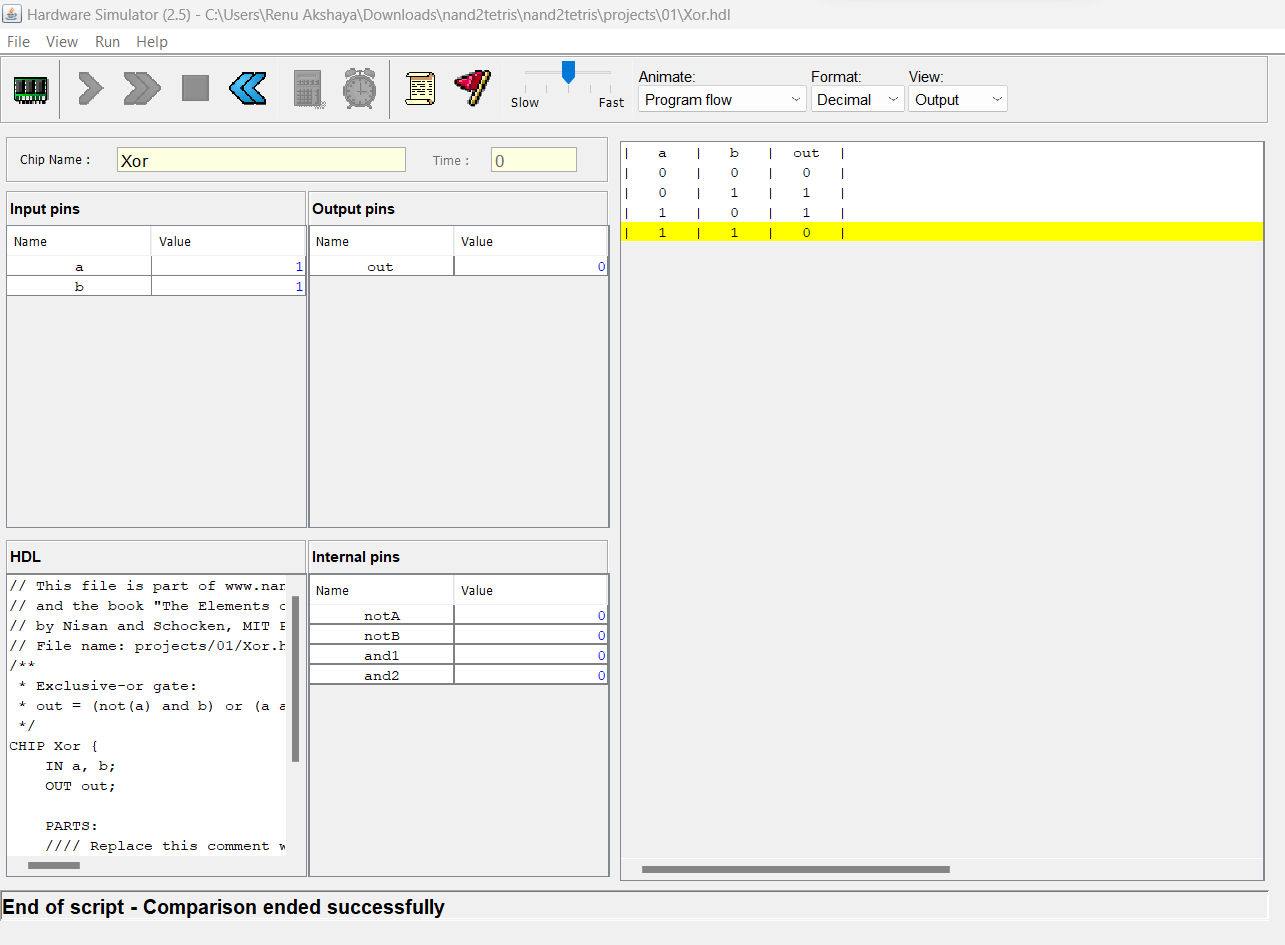 Hardware Simulator (2.5) - C:\Users\Renu Akshaya\Downloads\nand2tetris\nand2tetris\projects\01\Xor.hdl
File View Run Help
Slow Fast
Animate: Format: View:
Program flow Decimal Output
Chip Name : Xor Time : 0
Input pins
Name Value
a 1
b 1
Output pins
Name Value
out 0
| a | b | out |
| 0 | 0 | 0 |
| 0 | 1 | 1 |
| 1 | 0 | 1 |
| 1 | 1 | 0 |
HDL
// This file is part of www.nan
// and the book "The Elements o
// by Nisan and Schocken, MIT P
// File name: projects/01/Xor.h
/**
* Exclusive-or gate:
* out = (not(a) and b) or (a a
*/
CHIP Xor {
IN a, b;
OUT out;
PARTS:
//// Replace this comment w
Internal pins
Name Value
notA 0
notB 0
and1 0
and2 0
End of script - Comparison ended successfully